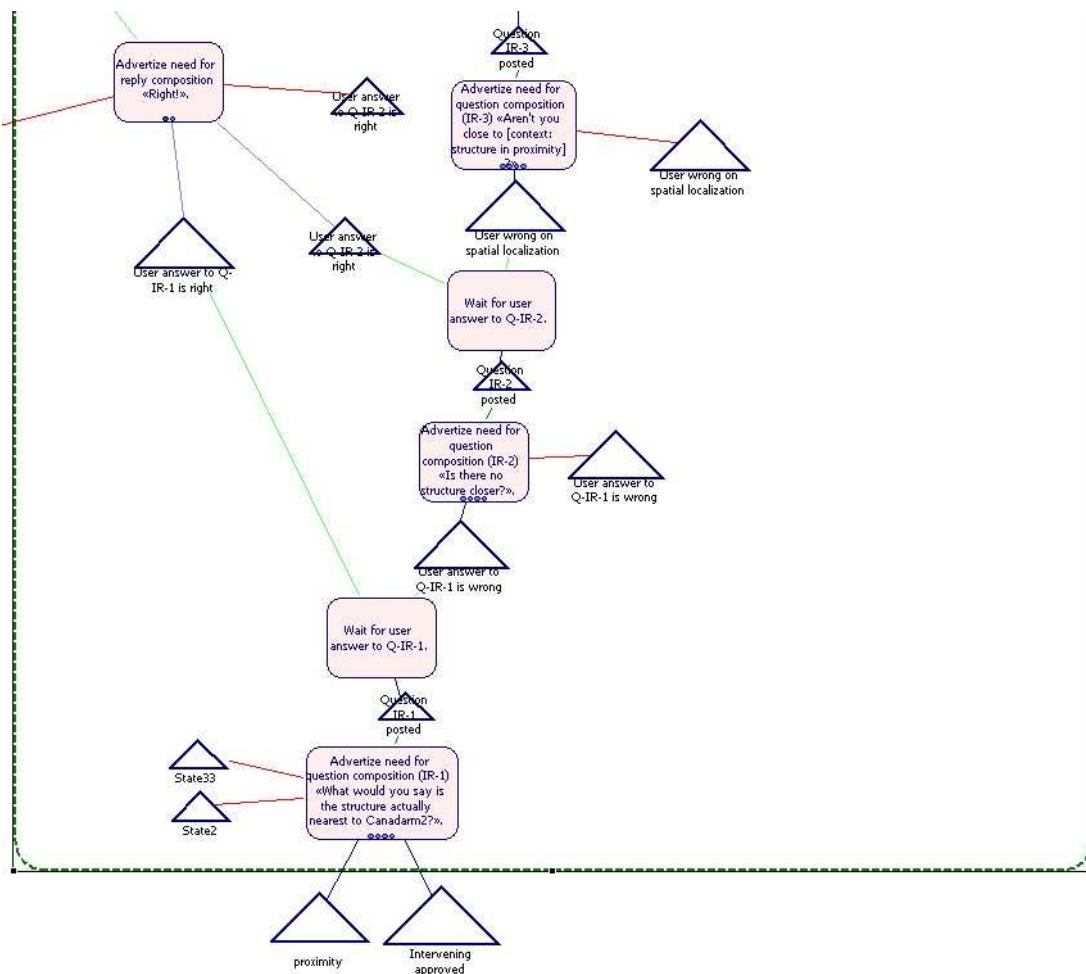 Question
IR-3
posted
Advertize need for
reply composition
«Right!».
User answer
to Q-IR-2 is
right
Advertize need for
question composition
(IR-3) «Aren't you
close to [context:
structure in proximity]
?».
User wrong on
spatial localization
User wrong on
spatial localization
User answer
to Q-IR-2 is
right
User answer to Q-
IR-1 is right
Wait for user
answer to Q-IR-2.
Question
IR-2
posted
Advertize need for
question
composition (IR-2)
«Is there no
structure closer?».
User answer to
Q-IR-1 is wrong
User answer to
Q-IR-1 is wrong
Wait for user
answer to Q-IR-1.
Question
IR-1
posted
Advertize need for
question composition (IR-1)
«What would you say is
the structure actually
nearest to Canadarm2?».
State33
State2
proximity
Intervening
approved